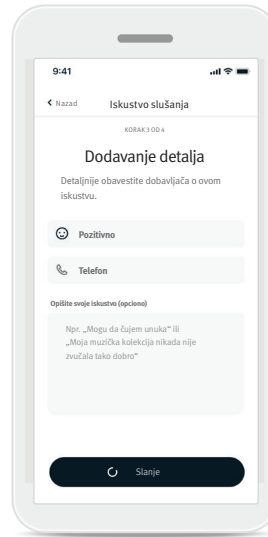 9:41
Nazad
Iskustvo slušanja
KORAK 3 OD 4
Dodavanje detalja
Detaljnije obavestite dobavljača o ovom
iskustvu.
Pozitivno
Telefon
Opišite svoje iskustvo (opciono)
Npr. „Mogu da čujem unuka“ ili
„Moja muzička kolekcija nikada nije
zvučala tako dobro“
Slanje